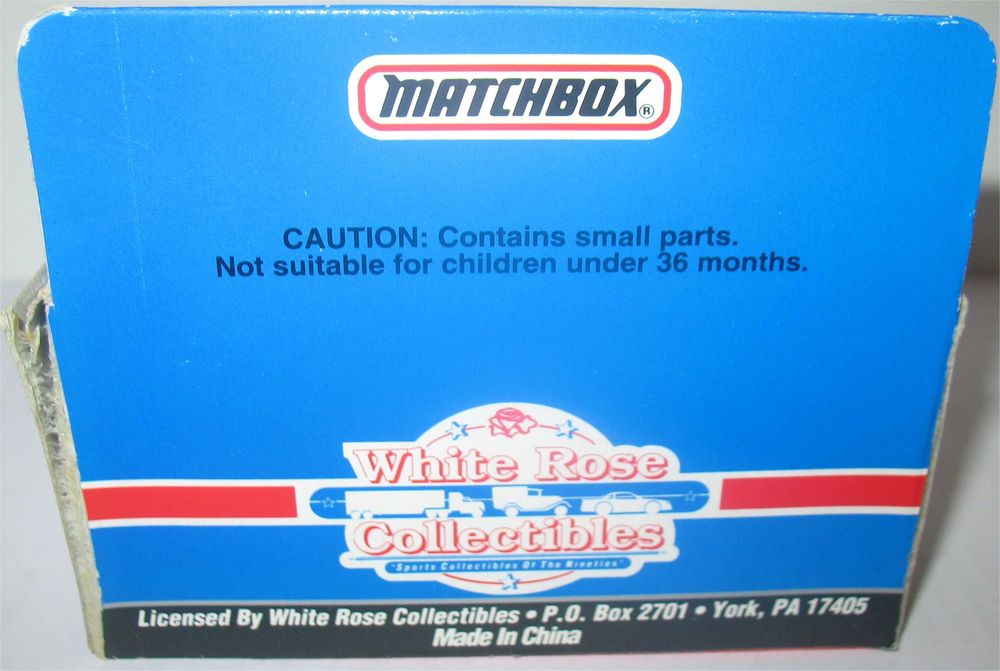 MATCHBOX®
CAUTION: Contains small parts.
Not suitable for children under 36 months.
White Rose
Collectibles
"Sports Collectibles Of The Nineties"
Licensed By White Rose Collectibles • P.O. Box 2701 • York, PA 17405
Made In China